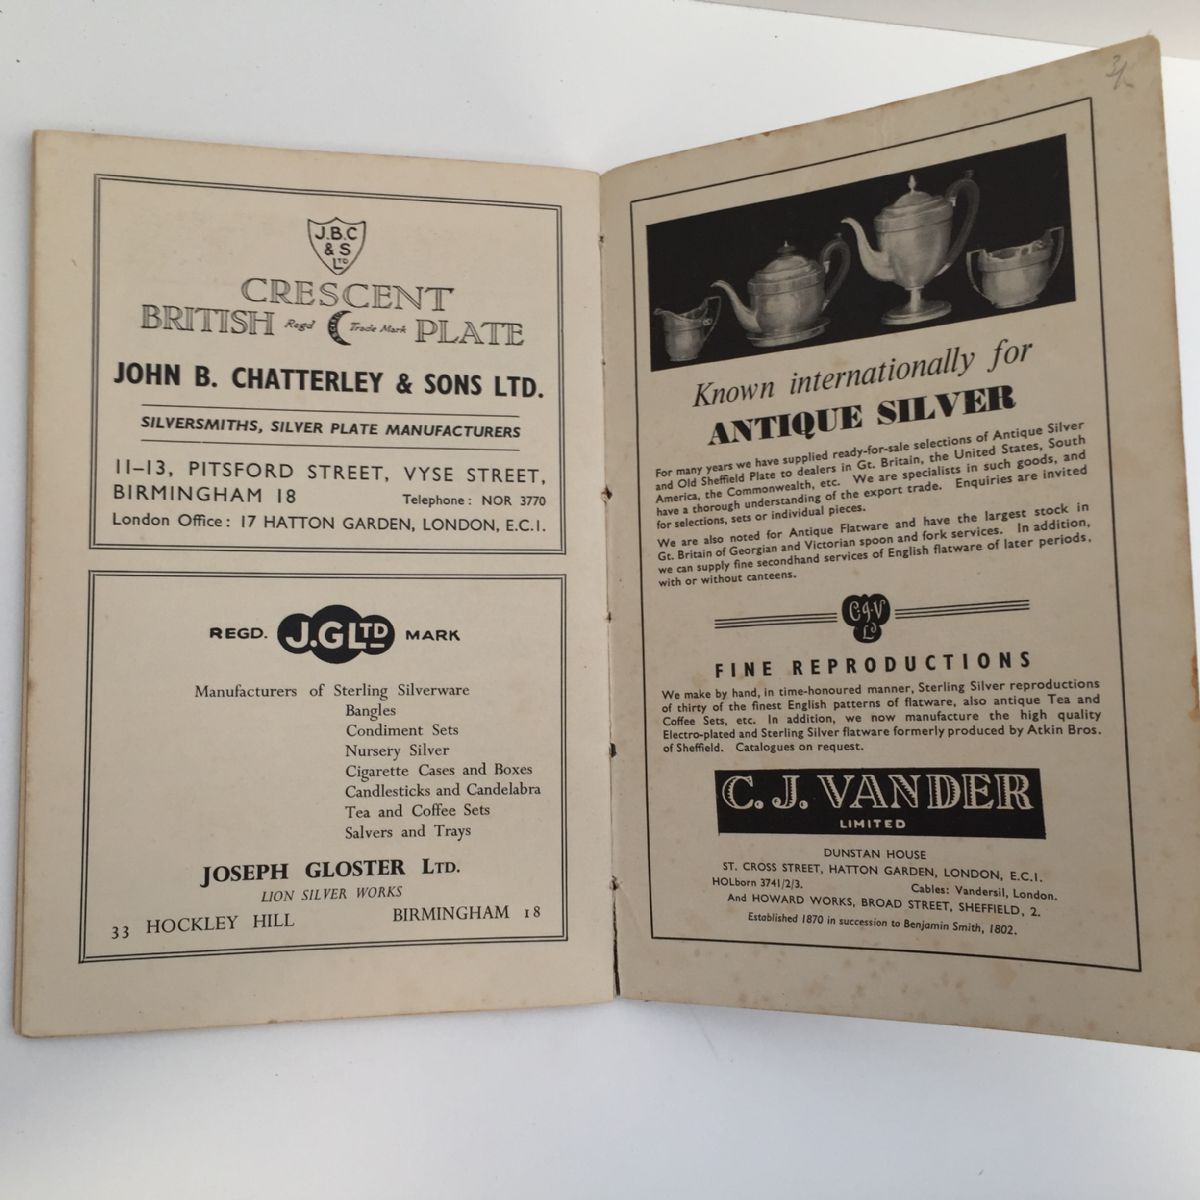 J.B.C
& S
LTD
CRESCENT
BRITISH Regd Trade Mark PLATE
JOHN B. CHATTERLEY & SONS LTD.
SILVERSMITHS, SILVER PLATE MANUFACTURERS
11–13, PITSFORD STREET, VYSE STREET,
BIRMINGHAM 18 Telephone: NOR 3770
London Office: 17 HATTON GARDEN, LONDON, E.C.1.
REGD. J.GLTD MARK
Manufacturers of Sterling Silverware
Bangles
Condiment Sets
Nursery Silver
Cigarette Cases and Boxes
Candlesticks and Candelabra
Tea and Coffee Sets
Salvers and Trays
JOSEPH GLOSTER LTD.
LION SILVER WORKS
33 HOCKLEY HILL BIRMINGHAM 18
Known internationally for
ANTIQUE SILVER
For many years we have supplied ready-for-sale selections of Antique Silver
and Old Sheffield Plate to dealers in Gt. Britain, the United States, South
America, the Commonwealth, etc. We are specialists in such goods, and
have a thorough understanding of the export trade. Enquiries are invited
for selections, sets or individual pieces.
We are also noted for Antique Flatware and have the largest stock in
Gt. Britain of Georgian and Victorian spoon and fork services. In addition,
we can supply fine secondhand services of English flatware of later periods,
with or without canteens.
C·J·V
Ld
FINE REPRODUCTIONS
We make by hand, in time-honoured manner, Sterling Silver reproductions
of thirty of the finest English patterns of flatware, also antique Tea and
Coffee Sets, etc. In addition, we now manufacture the high quality
Electro-plated and Sterling Silver flatware formerly produced by Atkin Bros.
of Sheffield. Catalogues on request.
C. J. VANDER
LIMITED
DUNSTAN HOUSE
ST. CROSS STREET, HATTON GARDEN, LONDON, E.C.1.
HOLborn 3741/2/3. Cables: Vandersil, London.
And HOWARD WORKS, BROAD STREET, SHEFFIELD, 2.
Established 1870 in succession to Benjamin Smith, 1802.